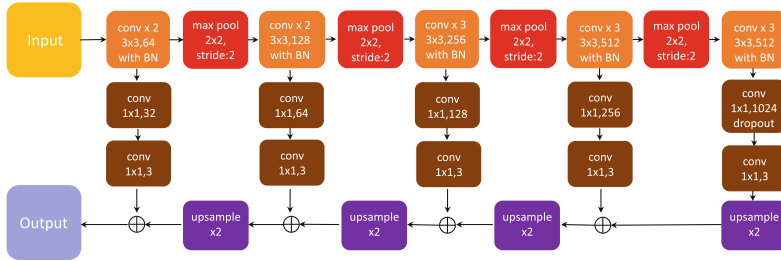 Input
conv x 2
3x3,64
with BN
max pool
2x2,
stride:2
conv x 2
3x3,128
with BN
max pool
2x2,
stride:2
conv x 3
3x3,256
with BN
max pool
2x2,
stride:2
conv x 3
3x3,512
with BN
max pool
2x2,
stride:2
conv x 3
3x3,512
with BN
conv
1x1,32
conv
1x1,64
conv
1x1,128
conv
1x1,256
conv
1x1,1024
dropout
conv
1x1,3
conv
1x1,3
conv
1x1,3
conv
1x1,3
conv
1x1,3
Output
upsample
x2
upsample
x2
upsample
x2
upsample
x2